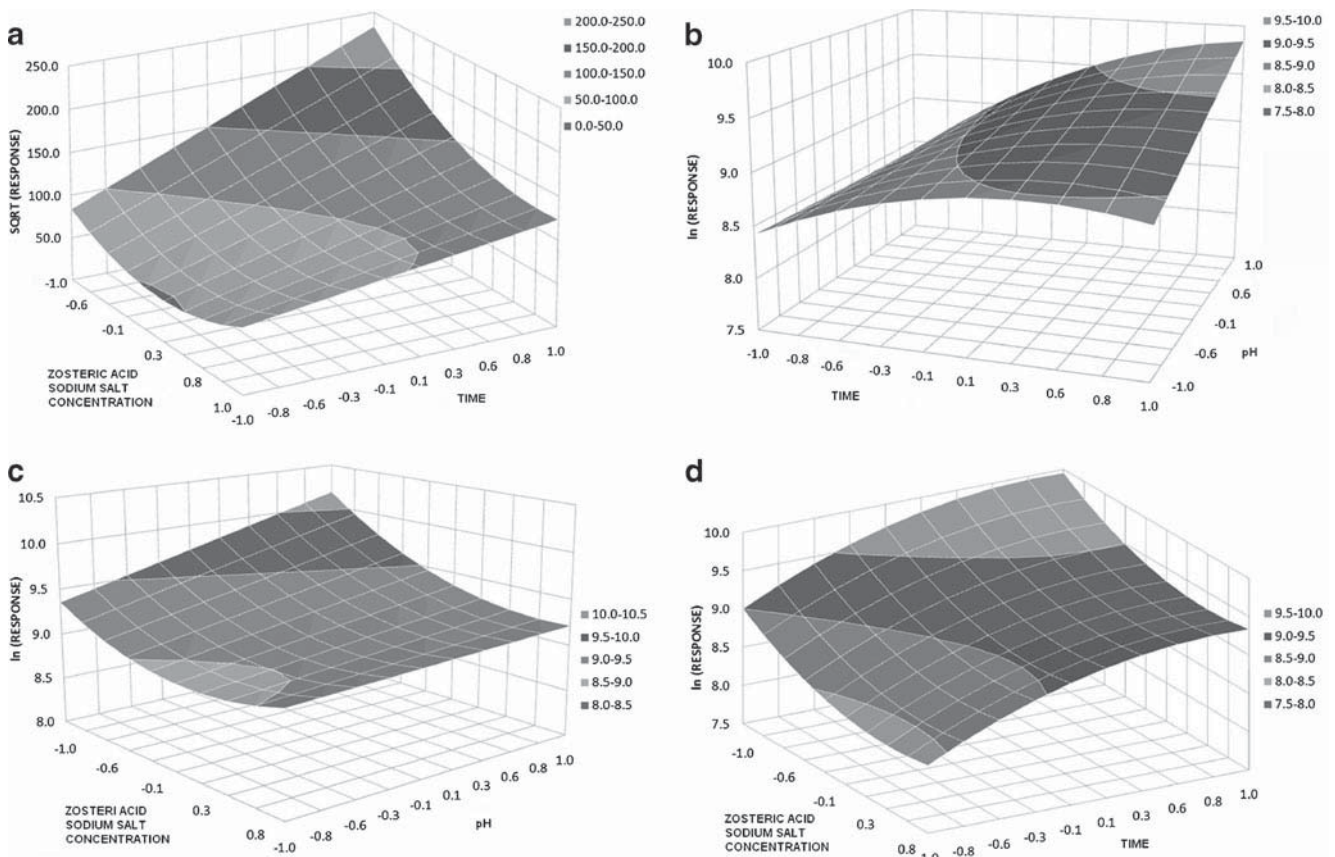 a
250.0
200.0
150.0
100.0
50.0
SQRT (RESPONSE)
-1.0
-0.6
-0.1
0.3
0.8
1.0
ZOSTERIC ACID
SODIUM SALT
CONCENTRATION
-1.0 -0.8 -0.6 -0.3 -0.1 0.1 0.3 0.6 0.8 1.0
TIME
200.0-250.0
150.0-200.0
100.0-150.0
50.0-100.0
0.0-50.0
b
10.0
9.5
9.0
8.5
8.0
7.5
ln (RESPONSE)
-1.0 -0.8 -0.6 -0.3 -0.1 0.1 0.3 0.6 0.8 1.0
TIME
1.0
0.6
-0.1
-0.6
-1.0
pH
9.5-10.0
9.0-9.5
8.5-9.0
8.0-8.5
7.5-8.0
c
10.5
10.0
9.5
9.0
8.5
8.0
ln (RESPONSE)
-1.0
-0.6
-0.1
0.3
0.8
ZOSTERI ACID
SODIUM SALT
CONCENTRATION
-1.0 -0.8 -0.6 -0.3 -0.1 0.1 0.3 0.6 0.8 1.0
pH
10.0-10.5
9.5-10.0
9.0-9.5
8.5-9.0
8.0-8.5
d
10.0
9.5
9.0
8.5
8.0
7.5
ln (RESPONSE)
-1.0
-0.6
-0.1
0.3
0.8
ZOSTERIC ACID
SODIUM SALT
CONCENTRATION
-0.8 -0.6 -0.3 -0.1 0.1 0.3 0.6 0.8 1.0
TIME
9.5-10.0
9.0-9.5
8.5-9.0
8.0-8.5
7.5-8.0